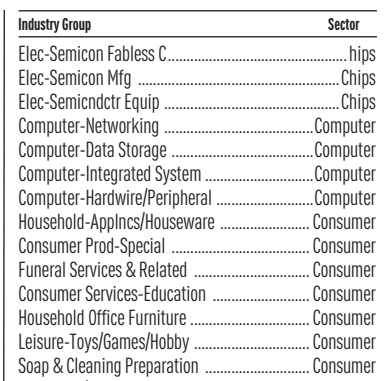 Industry Group Sector
Elec-Semicon Fabless C..............................................hips
Elec-Semicon Mfg ....................................................Chips
Elec-Semicndctr Equip ..............................................Chips
Computer-Networking ........................................Computer
Computer-Data Storage .....................................Computer
Computer-Integrated System ...................................Computer
Computer-Hardwire/Peripheral ..........................Computer
Household-Applncs/Houseware ......................... Consumer
Consumer Prod-Special .................................... Consumer
Funeral Services & Related .............................. Consumer
Consumer Services-Education ......................... Consumer
Household Office Furniture ............................... Consumer
Leisure-Toys/Games/Hobby .............................. Consumer
Soap & Cleaning Preparation ........................... Consumer